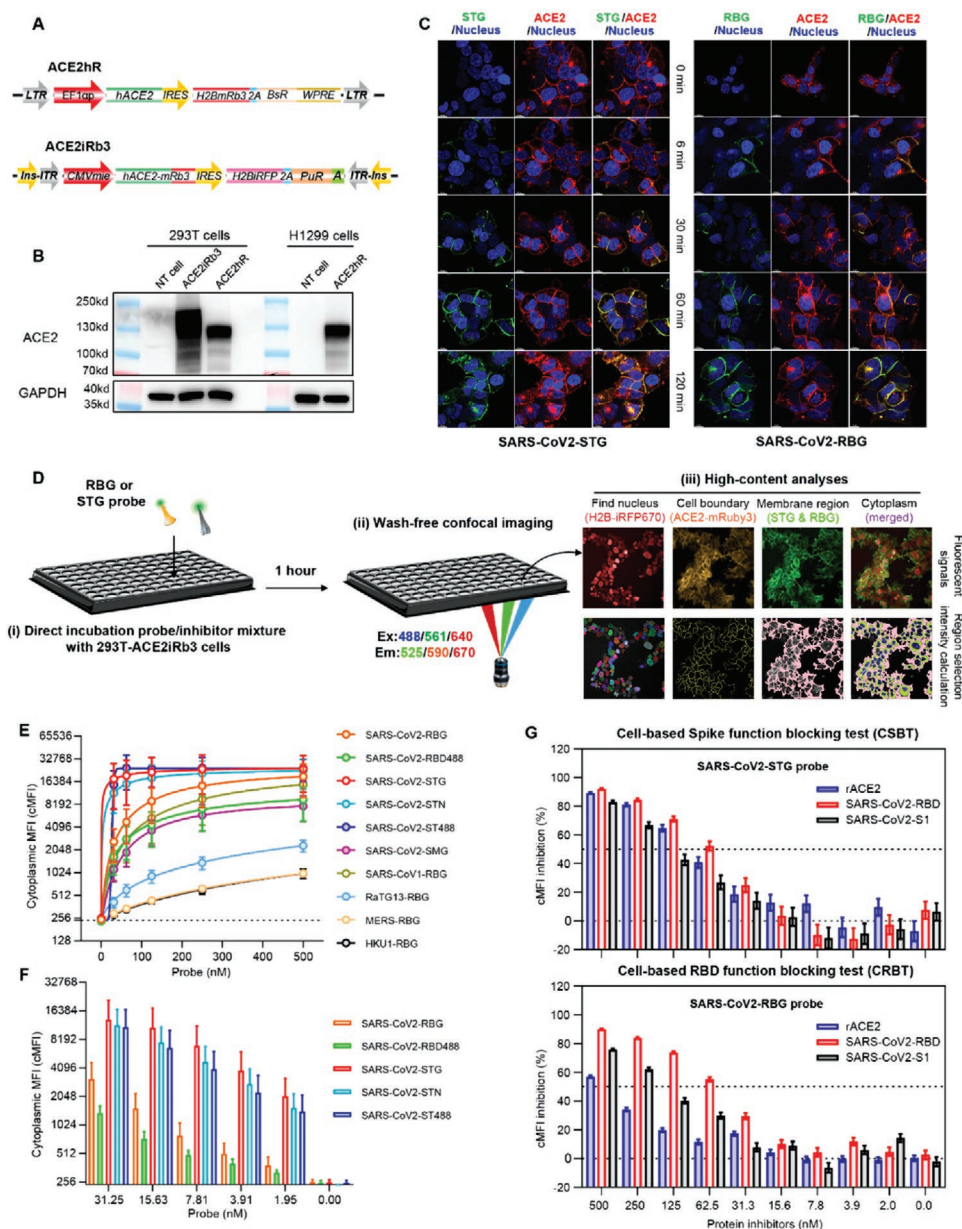 A
ACE2hR
LTR EF1αp hACE2 IRES H2BmRb3 2A BsR WPRE LTR
ACE2iRb3
Ins-ITR CMVmie hACE2-mRb3 IRES H2BiRFP 2A PuR A ITR-Ins
B
293T cells H1299 cells
NT cell ACE2iRb3 ACE2hR NT cell ACE2hR
250kd
130kd
ACE2
100kd
70kd
GAPDH
40kd
35kd
C
STG ACE2 STG/ACE2 RBG ACE2 RBG/ACE2
/Nucleus /Nucleus /Nucleus /Nucleus /Nucleus /Nucleus
0 min
6 min
30 min
60 min
120 min
SARS-CoV2-STG SARS-CoV2-RBG
D
RBG or
STG probe
1 hour
(i) Direct incubation probe/inhibitor mixture
with 293T-ACE2iRb3 cells
(ii) Wash-free confocal imaging
Ex:488/561/640
Em:525/590/670
(iii) High-content analyses
Find nucleus Cell boundary Membrane region Cytoplasm
(H2B-iRFP670) (ACE2-mRuby3) (STG & RBG) (merged)
Fluorescent
signals
Region selection
intensity calculation
E
Cytoplasmic MFI (cMFI)
65536
32768
16384
8192
4096
2048
1024
512
256
128
0 100 200 300 400 500
Probe (nM)
SARS-CoV2-RBG
SARS-CoV2-RBD488
SARS-CoV2-STG
SARS-CoV2-STN
SARS-CoV2-ST488
SARS-CoV2-SMG
SARS-CoV1-RBG
RaTG13-RBG
MERS-RBG
HKU1-RBG
F
Cytoplasmic MFI (cMFI)
32768
16384
8192
4096
2048
1024
512
256
31.25 15.63 7.81 3.91 1.95 0.00
Probe (nM)
SARS-CoV2-RBG
SARS-CoV2-RBD488
SARS-CoV2-STG
SARS-CoV2-STN
SARS-CoV2-ST488
G
Cell-based Spike function blocking test (CSBT)
SARS-CoV2-STG probe
rACE2
SARS-CoV2-RBD
SARS-CoV2-S1
cMFI inbition (%)
120
100
80
60
40
20
0
-20
Cell-based RBD function blocking test (CRBT)
SARS-CoV2-RBG probe
rACE2
SARS-CoV2-RBD
SARS-CoV2-S1
cMFI inbition (%)
120
100
80
60
40
20
0
-20
500 250 125 62.5 31.3 15.6 7.8 3.9 2.0 0.0
Protein inhibitors (nM)